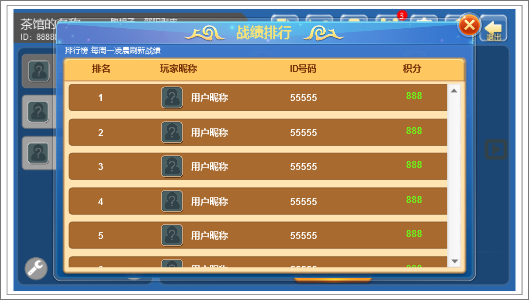 茶馆的名称
3
ID: 88888
退出
战绩排行
排行榜 每周一凌晨刷新战绩
排名 玩家昵称 ID号码 积分
1 用户昵称 55555 888
2 用户昵称 55555 888
3 用户昵称 55555 888
4 用户昵称 55555 888
5 用户昵称 55555 888